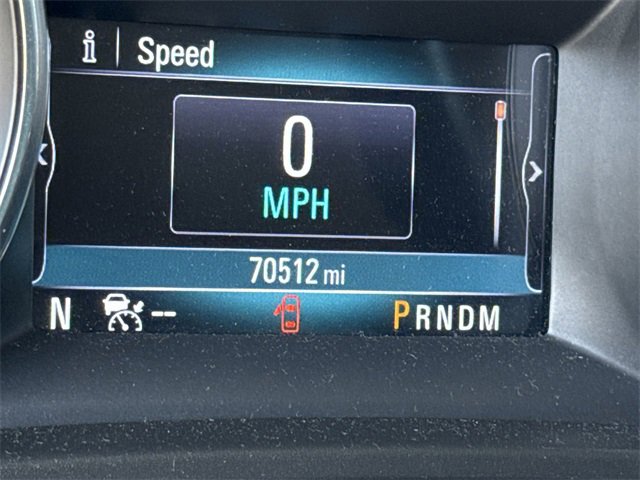 i | Speed
0
MPH
70512 mi
N -- PRNDM